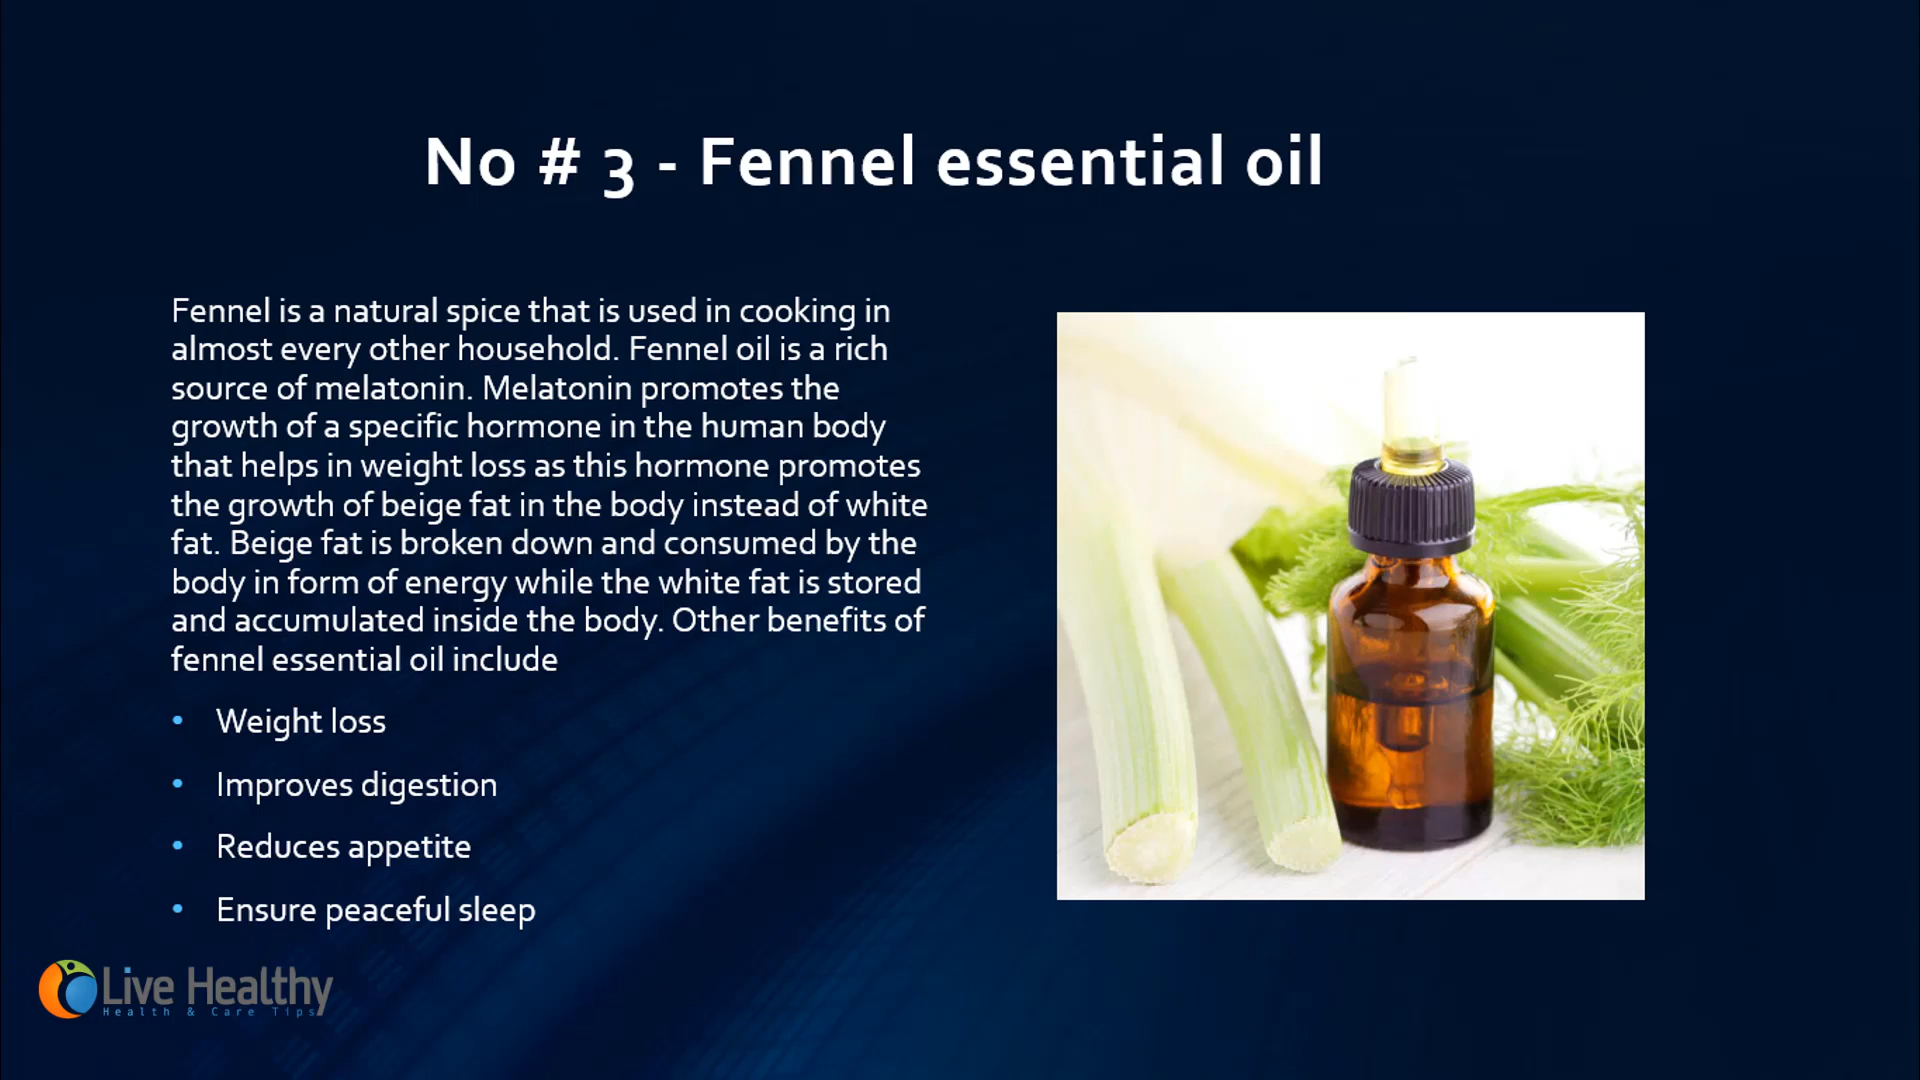 No # 3 - Fennel essential oil
Fennel is a natural spice that is used in cooking in
almost every other household. Fennel oil is a rich
source of melatonin. Melatonin promotes the
growth of a specific hormone in the human body
that helps in weight loss as this hormone promotes
the growth of beige fat in the body instead of white
fat. Beige fat is broken down and consumed by the
body in form of energy while the white fat is stored
and accumulated inside the body. Other benefits of
fennel essential oil include
• Weight loss
• Improves digestion
• Reduces appetite
• Ensure peaceful sleep
Live Healthy
Health & Care Tips